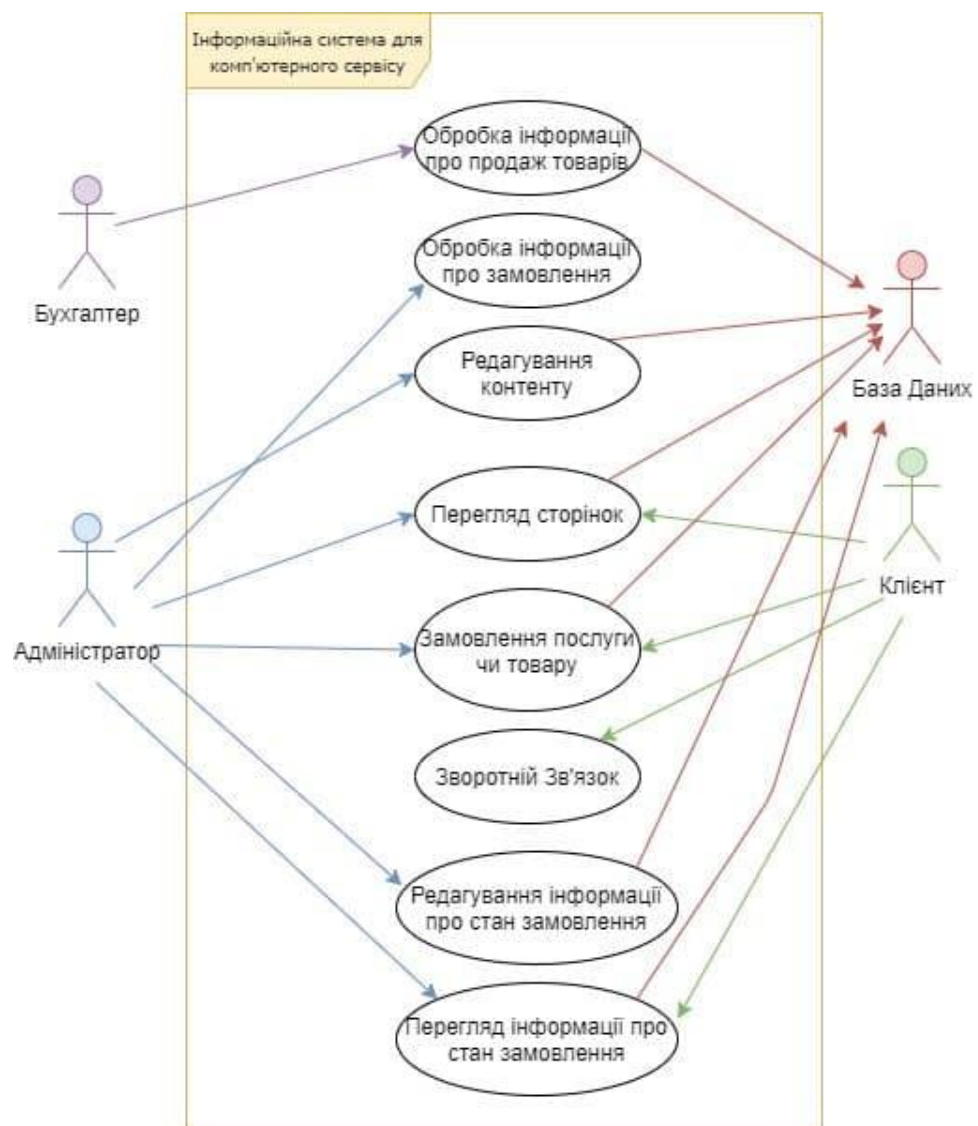 Інформаційна система для
комп'ютерного сервісу
Обробка інформації
про продаж товарів
Бухгалтер
Обробка інформації
про замовлення
Редагування
контенту
База Даних
Перегляд сторінок
Клієнт
Адміністратор
Замовлення послуги
чи товару
Зворотній Зв'язок
Редагування інформації
про стан замовлення
Перегляд інформації про
стан замовлення